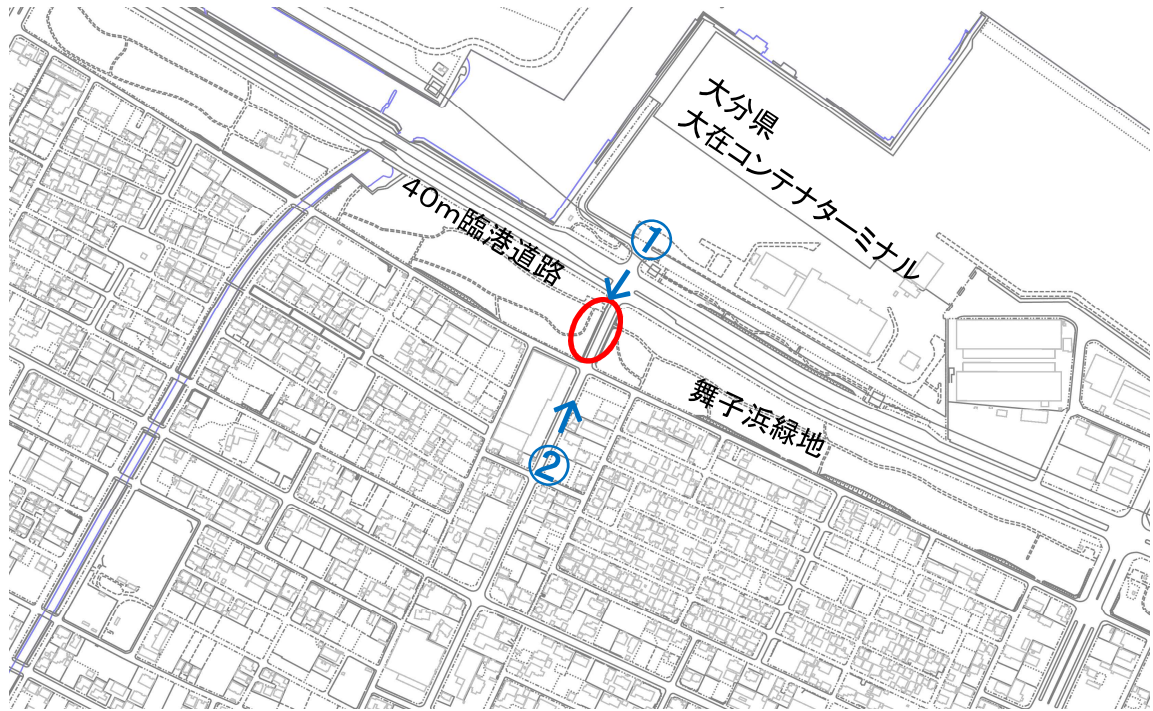 大分県
大在コンテナターミナル
40m臨港道路
①
舞子浜緑地
②